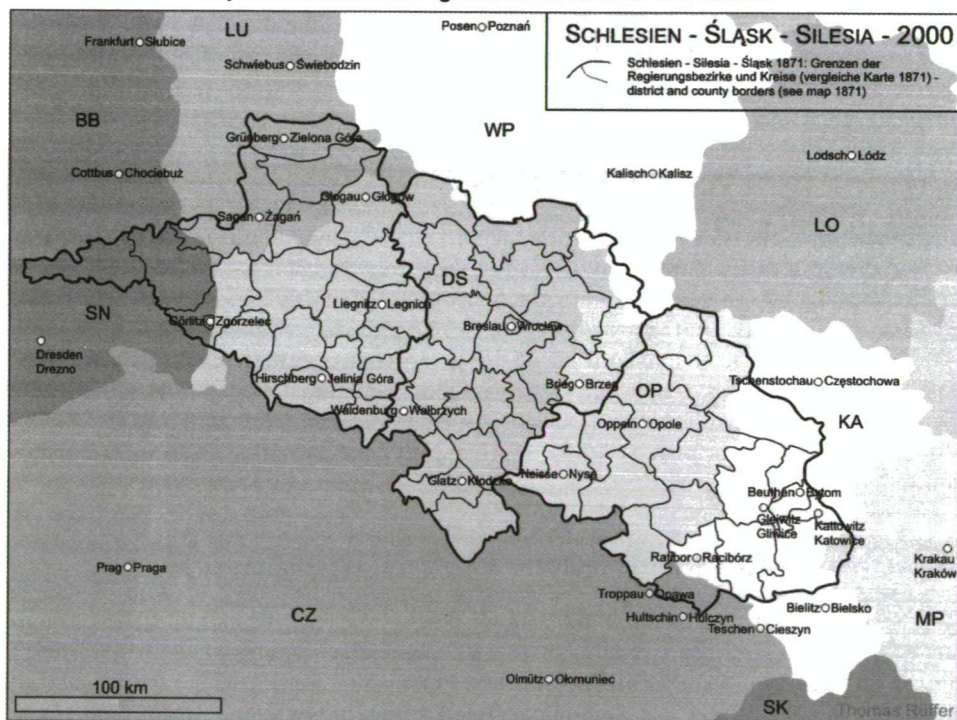 SCHLESIEN - ŚLĄSK - SILESIA - 2000
Schlesien - Silesia - Śląsk 1871: Grenzen der
Regierungsbezirke und Kreise (vergleiche Karte 1871) -
district and county borders (see map 1871)
LU
Posen Poznań
Frankfurt Słubice
Schwiebus Świebodzin
BB
WP
Grünberg Zielona Góra
Lodsch Łódz
Cottbus Chociebuż
Kalisch Kalisz
Glogau Głogów
Sagan Żagań
LO
DS
SN
Liegnitz Legnica
Görlitz Zgorzelec
Breslau Wrocław
Dresden
Drezno
Hirschberg Jelinia Góra
Brieg Brzeg
Tschenstochau Częstochowa
OP
Waldenburg Wałbrzych
Oppeln Opole
KA
Neisse Nysa
Glatz Kłodzko
Beuthen Bytom
Gleiwitz
Gliwice
Kattowitz
Katowice
Ratibor Racibórz
Krakau
Kraków
Prag Praga
Troppau Opawa
CZ
Hultschin Hulczyn
Bielitz Bielsko
MP
Teschen Cieszyn
Olmütz Ołomuniec
100 km
SK
Thomas Rüffer